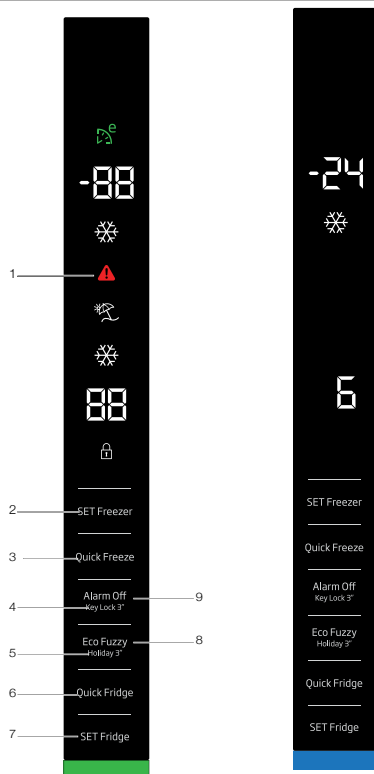 e
-88
1
88
2
SET Freezer
3
Quick Freeze
Alarm Off
9
4
Key Lock 3"
Eco Fuzzy
8
5
Holiday 3"
6
Quick Fridge
7
SET Fridge
-24
6
SET Freezer
Quick Freeze
Alarm Off
Key Lock 3"
Eco Fuzzy
Holiday 3"
Quick Fridge
SET Fridge